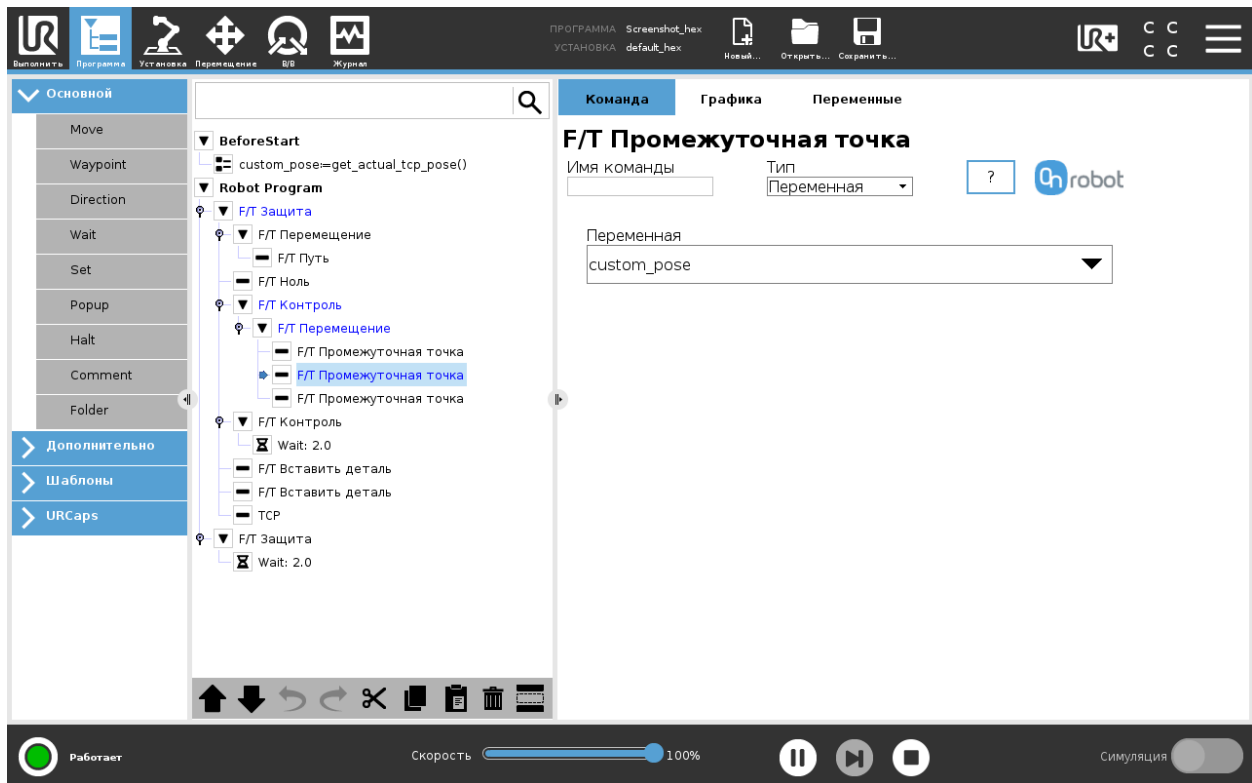 ПРОГРАММА Screenshot_hex
УСТАНОВКА default_hex
Выполнить Программа Установка Перемещение В/В Журнал
Новый... Открыть... Сохранить...
UR+
C C
C C
Основной
Move
Waypoint
Direction
Wait
Set
Popup
Halt
Comment
Folder
Дополнительно
Шаблоны
URCaps
BeforeStart
custom_pose≔get_actual_tcp_pose()
Robot Program
F/T Защита
F/T Перемещение
F/T Путь
F/T Ноль
F/T Контроль
F/T Перемещение
F/T Промежуточная точка
F/T Промежуточная точка
F/T Промежуточная точка
F/T Контроль
Wait: 2.0
F/T Вставить деталь
F/T Вставить деталь
TCP
F/T Защита
Wait: 2.0
Команда Графика Переменные
F/T Промежуточная точка
Имя команды Тип
Переменная
?
On robot
Переменная
custom_pose
Работает
Скорость 100%
Симуляция